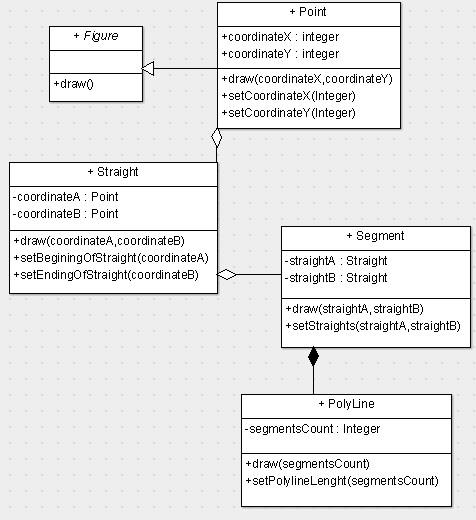 + Figure
+draw()
+ Point
+coordinateX : integer
+coordinateY : integer
+draw(coordinateX,coordinateY)
+setCoordinateX(Integer)
+setCoordinateY(Integer)
+ Straight
-coordinateA : Point
-coordinateB : Point
+draw(coordinateA,coordinateB)
+setBeginingOfStraight(coordinateA)
+setEndingOfStraight(coordinateB)
+ Segment
-straightA : Straight
-straightB : Straight
+draw(straightA,straightB)
+setStraights(straightA,straightB)
+ PolyLine
-segmentsCount : Integer
+draw(segmentsCount)
+setPolylineLenght(segmentsCount)